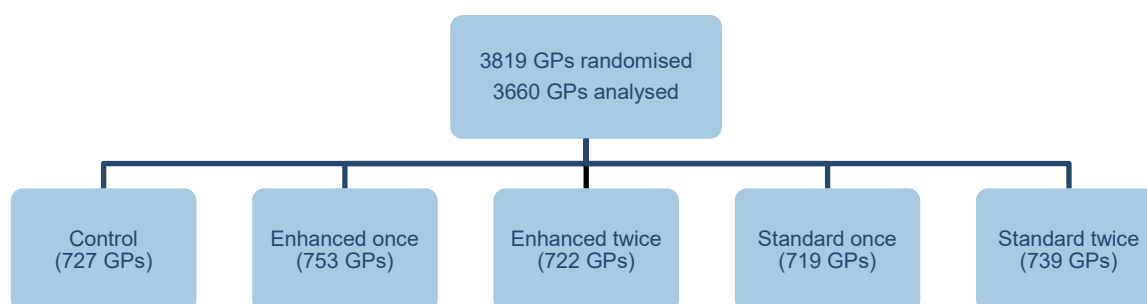 3819 GPs randomised
3660 GPs analysed
Control
(727 GPs)
Enhanced once
(753 GPs)
Enhanced twice
(722 GPs)
Standard once
(719 GPs)
Standard twice
(739 GPs)